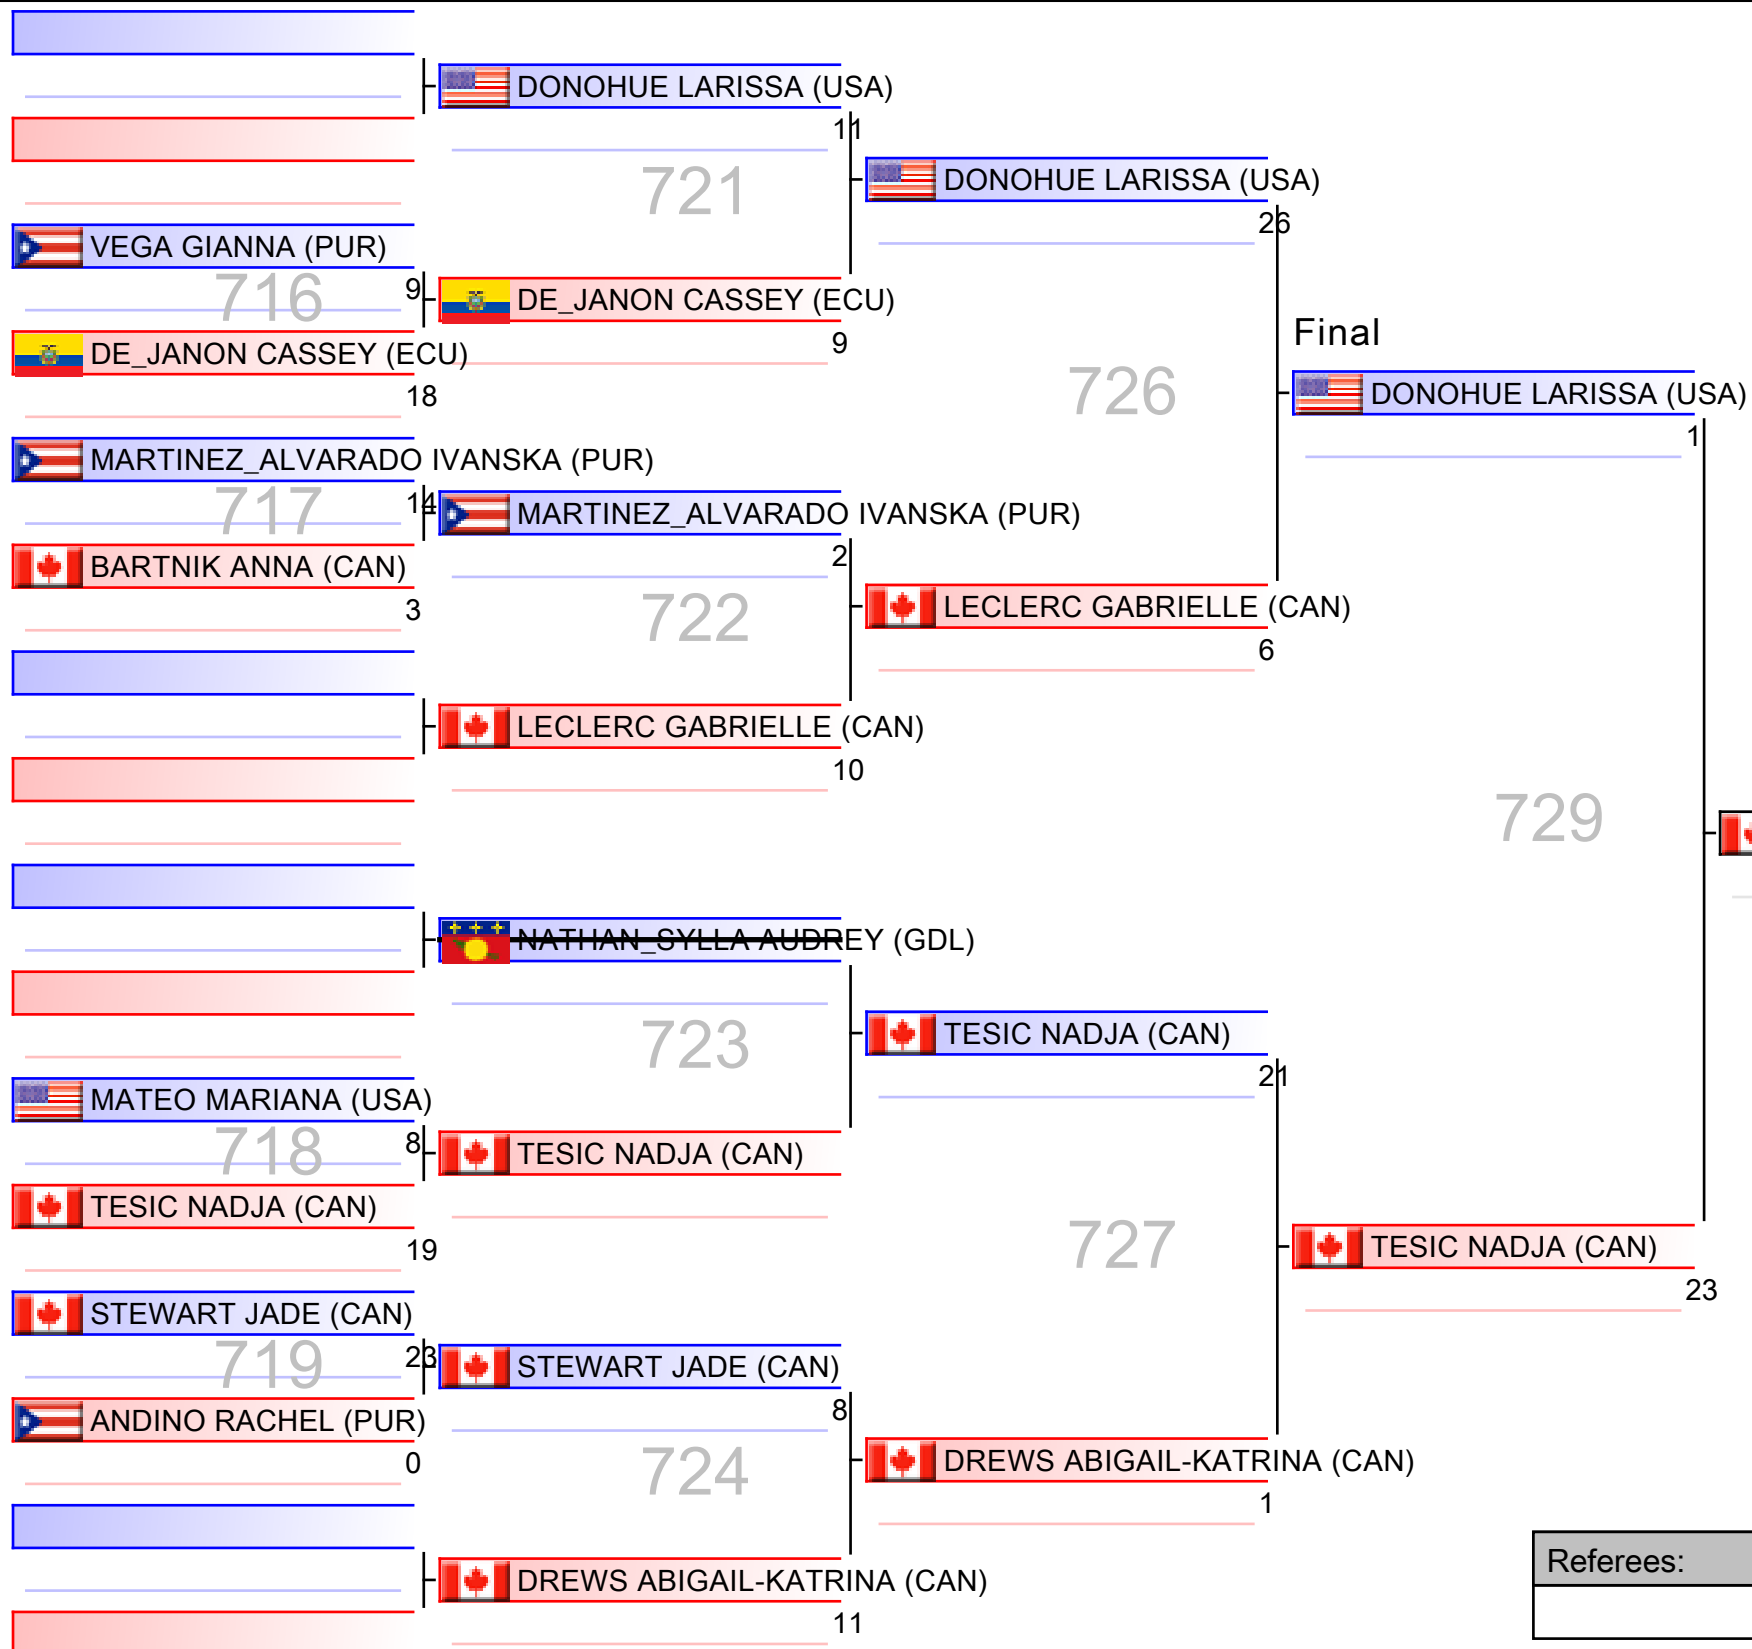 DONOHUE LARISSA (USA)
11
721
DONOHUE LARISSA (USA)
26
VEGA GIANNA (PUR)
716
9
DE_JANON CASSEY (ECU)
9
DE_JANON CASSEY (ECU)
18
Final
726
DONOHUE LARISSA (USA)
1
MARTINEZ_ALVARADO IVANSKA (PUR)
717
14
MARTINEZ_ALVARADO IVANSKA (PUR)
2
BARTNIK ANNA (CAN)
3
722
LECLERC GABRIELLE (CAN)
6
LECLERC GABRIELLE (CAN)
10
729
NATHAN_SYLLA AUDREY (GDL)
723
TESIC NADJA (CAN)
21
MATEO MARIANA (USA)
718
8
TESIC NADJA (CAN)
TESIC NADJA (CAN)
19
727
TESIC NADJA (CAN)
23
STEWART JADE (CAN)
719
23
STEWART JADE (CAN)
8
ANDINO RACHEL (PUR)
0
724
DREWS ABIGAIL-KATRINA (CAN)
1
DREWS ABIGAIL-KATRINA (CAN)
11
Referees: